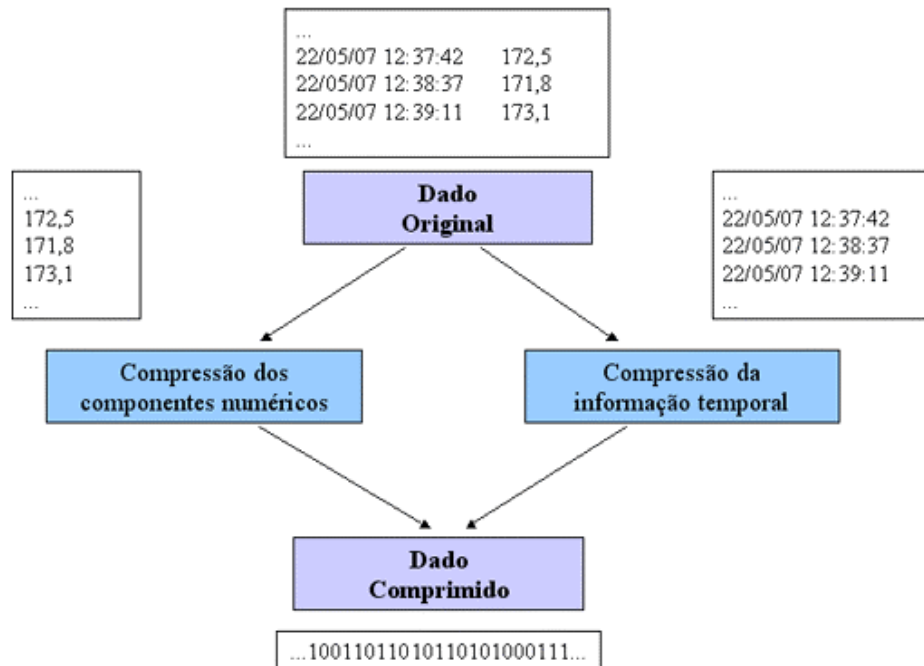 ...
22/05/07 12:37:42 172,5
22/05/07 12:38:37 171,8
22/05/07 12:39:11 173,1
...
Dado
Original
...
172,5
171,8
173,1
...
...
22/05/07 12:37:42
22/05/07 12:38:37
22/05/07 12:39:11
...
Compressão dos
componentes numéricos
Compressão da
informação temporal
Dado
Comprimido
...100110110101101101000111...